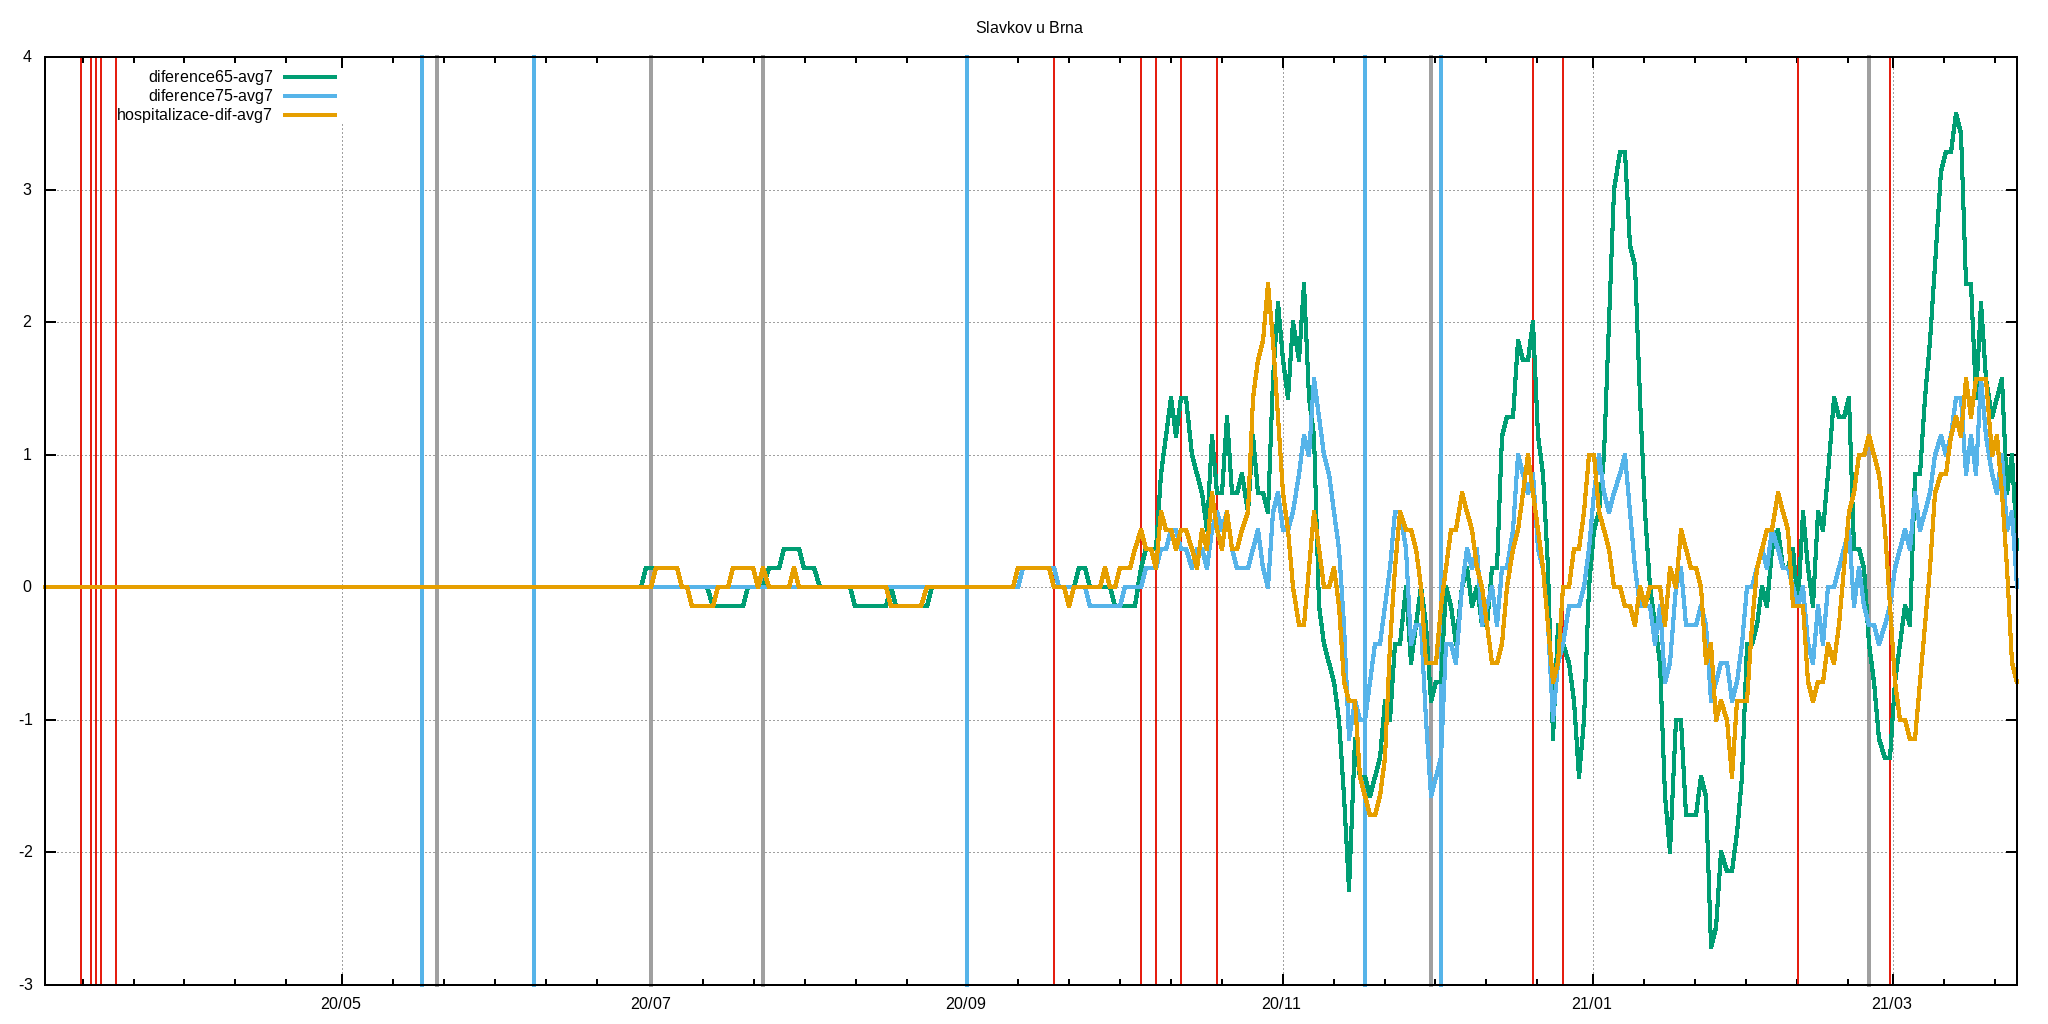 Slavkov u Brna
diference65-avg7
diference75-avg7
hospitalizace-dif-avg7
4
3
2
1
0
-1
-2
-3
20/05 20/07 20/09 20/11 21/01 21/03